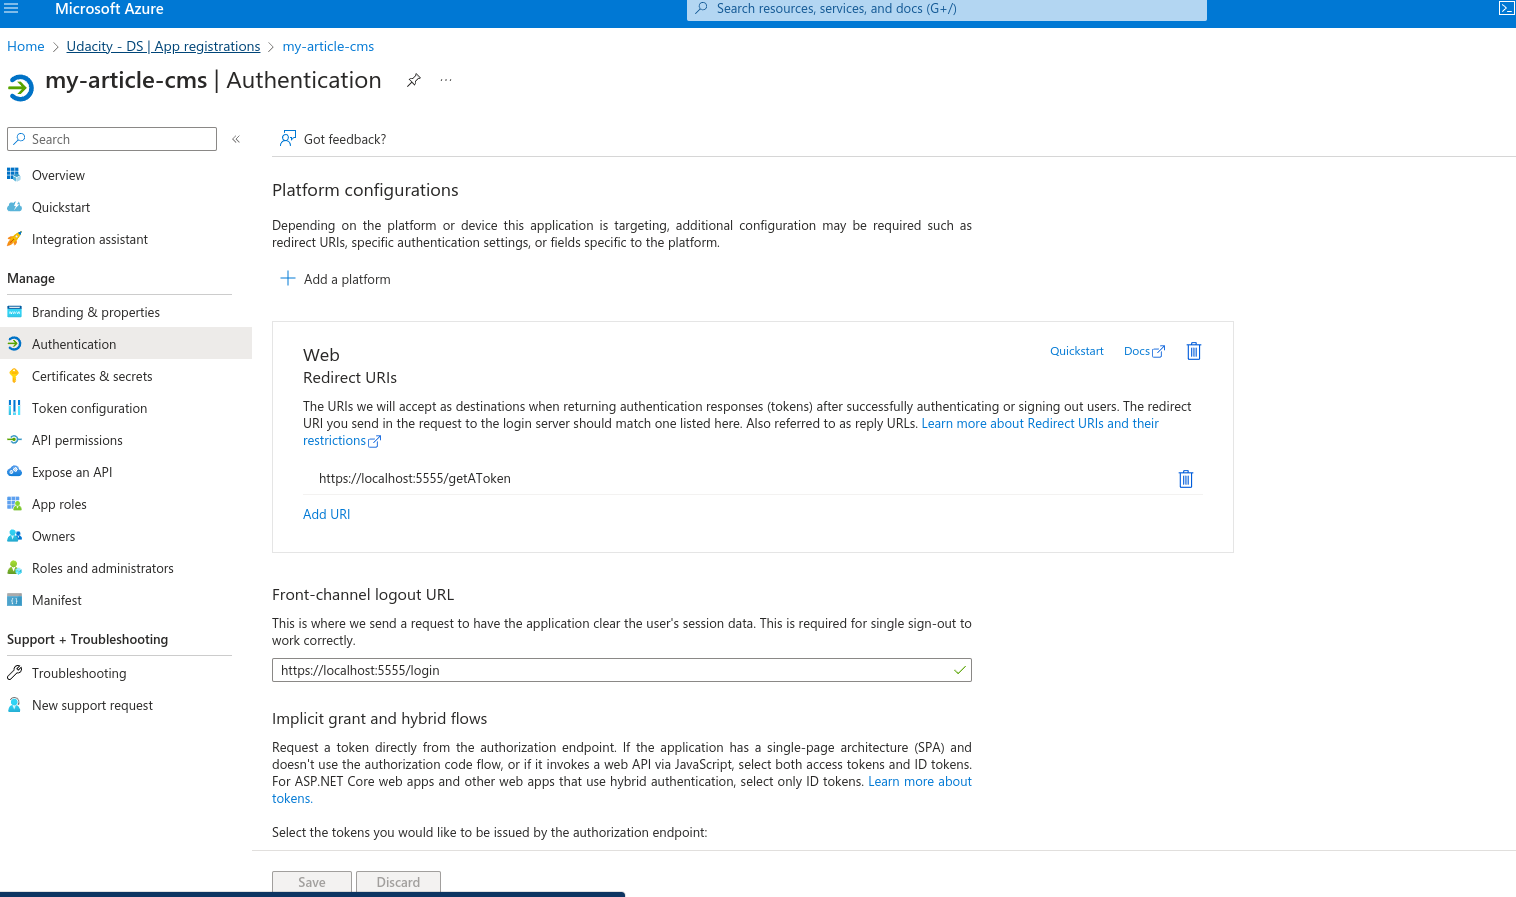 Microsoft Azure
Search resources, services, and docs (G+/)
Home > Udacity - DS | App registrations > my-article-cms
my-article-cms | Authentication
Search
Got feedback?
Overview
Quickstart
Integration assistant
Manage
Branding & properties
Authentication
Certificates & secrets
Token configuration
API permissions
Expose an API
App roles
Owners
Roles and administrators
Manifest
Support + Troubleshooting
Troubleshooting
New support request
Platform configurations
Depending on the platform or device this application is targeting, additional configuration may be required such as
redirect URIs, specific authentication settings, or fields specific to the platform.
Add a platform
Web
Quickstart
Docs
Redirect URIs
The URIs we will accept as destinations when returning authentication responses (tokens) after successfully authenticating or signing out users. The redirect
URI you send in the request to the login server should match one listed here. Also referred to as reply URLs. Learn more about Redirect URIs and their
restrictions
https://localhost:5555/getAToken
Add URI
Front-channel logout URL
This is where we send a request to have the application clear the user's session data. This is required for single sign-out to
work correctly.
https://localhost:5555/login
Implicit grant and hybrid flows
Request a token directly from the authorization endpoint. If the application has a single-page architecture (SPA) and
doesn't use the authorization code flow, or if it invokes a web API via JavaScript, select both access tokens and ID tokens.
For ASP.NET Core web apps and other web apps that use hybrid authentication, select only ID tokens. Learn more about
tokens.
Select the tokens you would like to be issued by the authorization endpoint:
Save
Discard